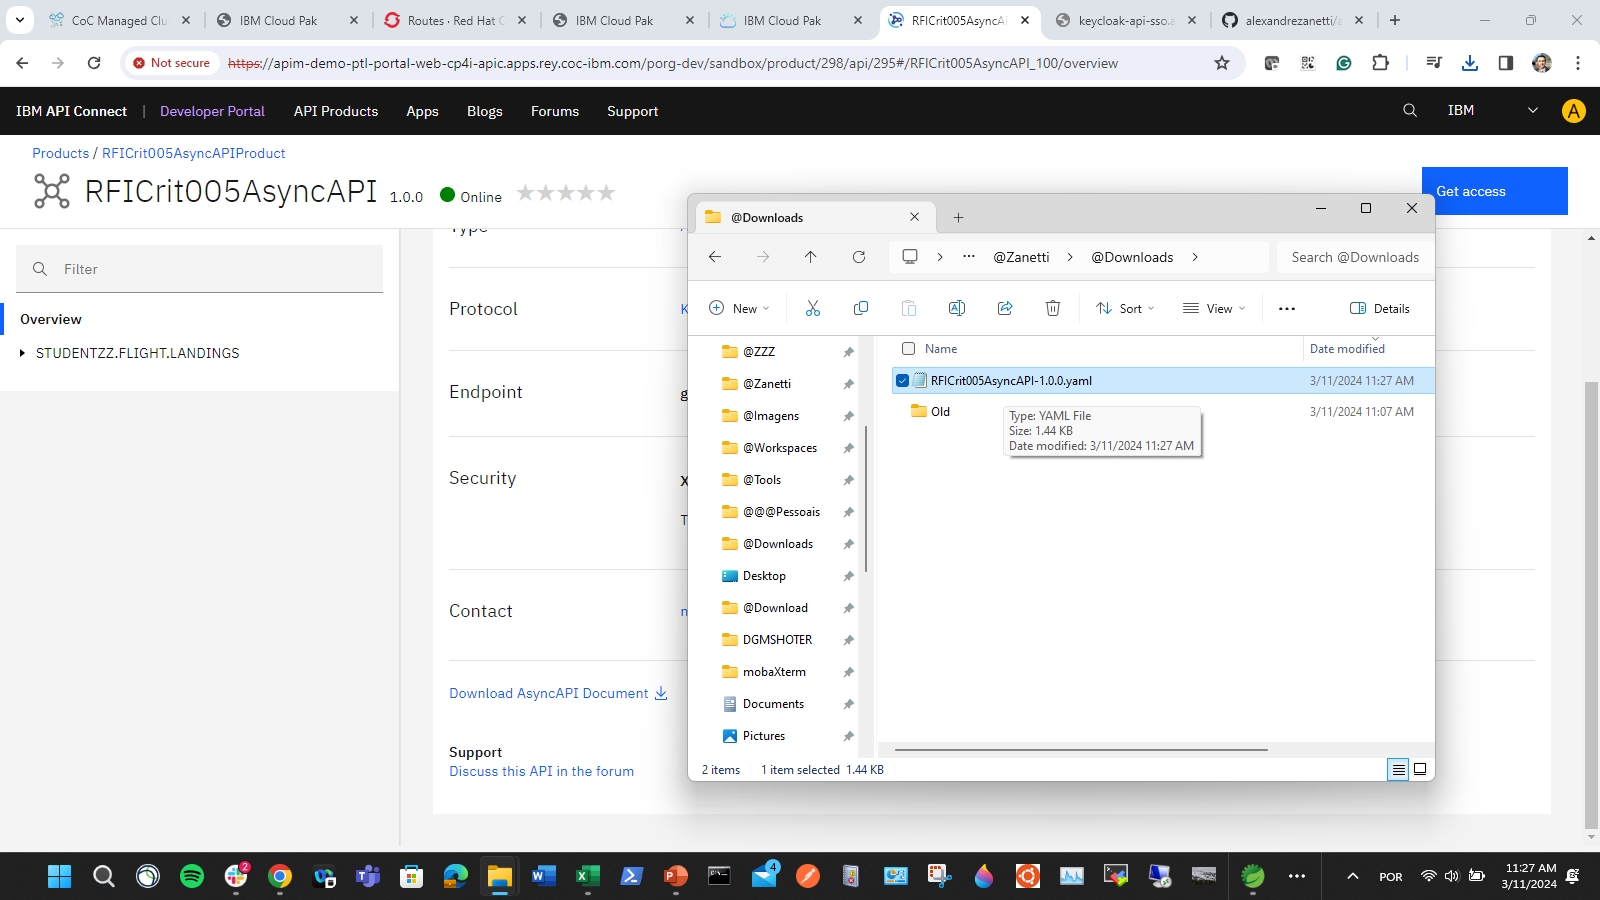 CoC Managed Clu
IBM Cloud Pak
Routes · Red Hat
IBM Cloud Pak
IBM Cloud Pak
RFICrit005AsyncA
keycloak-api-sso.
alexandrezanetti/
Not secure
https://apim-demo-ptl-portal-web-cp4i-apic.apps.rey.coc-ibm.com/porg-dev/sandbox/product/298/api/295#/RFICrit005AsyncAPI_100/overview
IBM API Connect | Developer Portal API Products Apps Blogs Forums Support
IBM
A
Products / RFICrit005AsyncAPIProduct
RFICrit005AsyncAPI 1.0.0 Online
Get access
Filter
Overview
STUDENTZZ.FLIGHT.LANDINGS
Type
Protocol
K
Endpoint
g
Security
X
T
Contact
Download AsyncAPI Document
Support
Discuss this API in the forum
@Downloads
@Zanetti > @Downloads >
Search @Downloads
New
Sort
View
Details
@ZZZ
@Zanetti
@Imagens
@Workspaces
@Tools
@@@Pessoais
@Downloads
Desktop
@Download
DGMSHOTER
mobaXterm
Documents
Pictures
Name Date modified
RFICrit005AsyncAPI-1.0.0.yaml 3/11/2024 11:27 AM
Old 3/11/2024 11:07 AM
Type: YAML File
Size: 1.44 KB
Date modified: 3/11/2024 11:27 AM
2 items 1 item selected 1.44 KB
2
4
POR
11:27 AM
3/11/2024